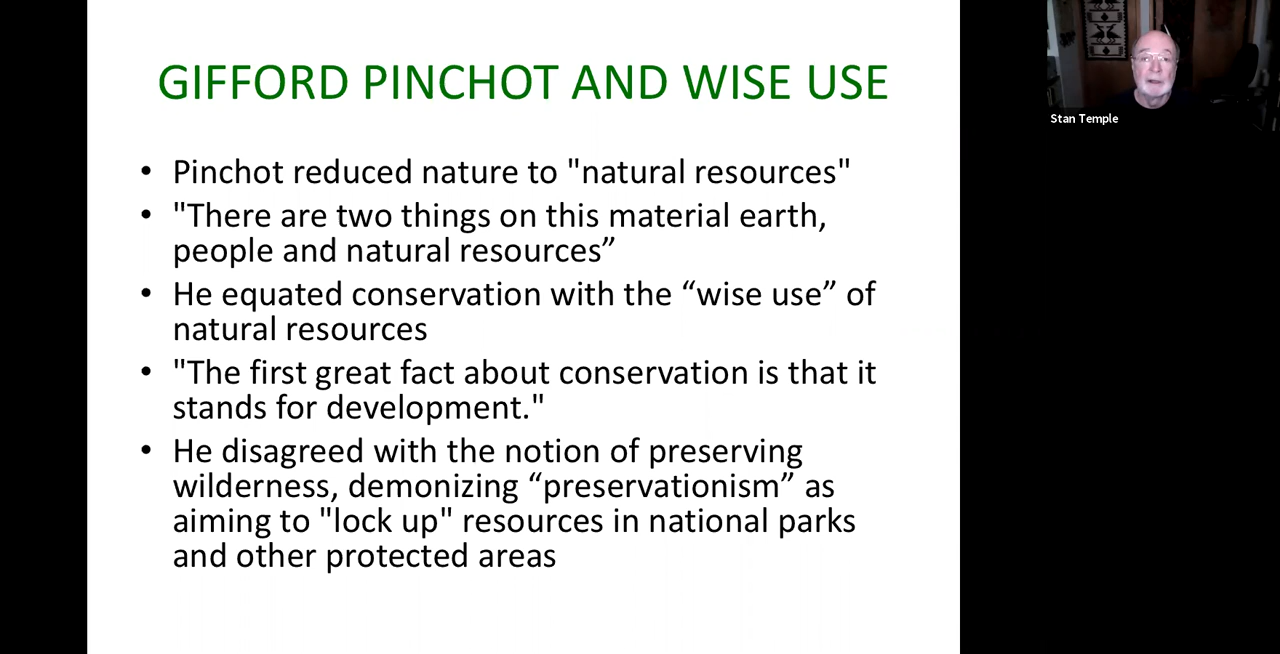 GIFFORD PINCHOT AND WISE USE
• Pinchot reduced nature to "natural resources"
• "There are two things on this material earth,
people and natural resources”
• He equated conservation with the “wise use” of
natural resources
• "The first great fact about conservation is that it
stands for development."
• He disagreed with the notion of preserving
wilderness, demonizing “preservationism” as
aiming to "lock up" resources in national parks
and other protected areas
Stan Temple